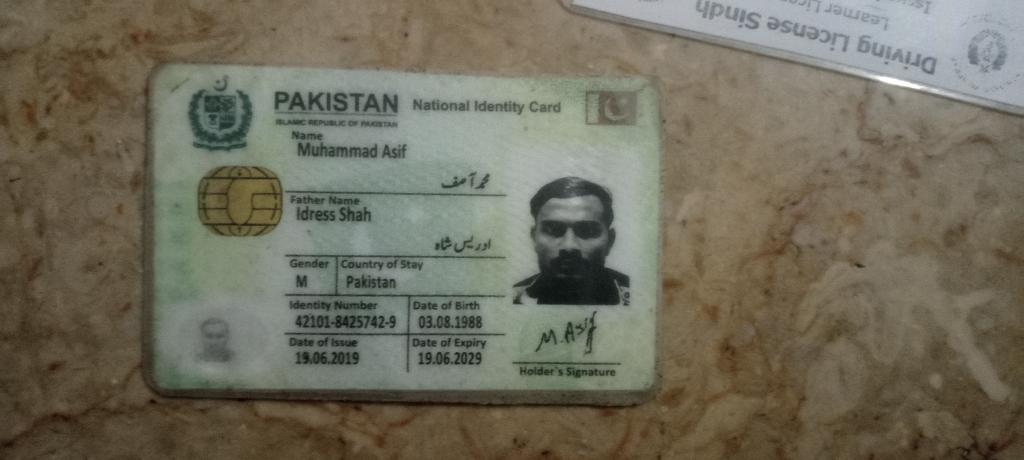 PAKISTAN National Identity Card
ISLAMIC REPUBLIC OF PAKISTAN
Name
Muhammad Asif
محمد آصف
Father Name
Idress Shah
ادریس شاہ
Gender Country of Stay
M Pakistan
Identity Number Date of Birth
42101-8425742-9 03.08.1988
Date of Issue Date of Expiry
19.06.2019 19.06.2029
M.Asif
Holder's Signature
Driving License Sindh